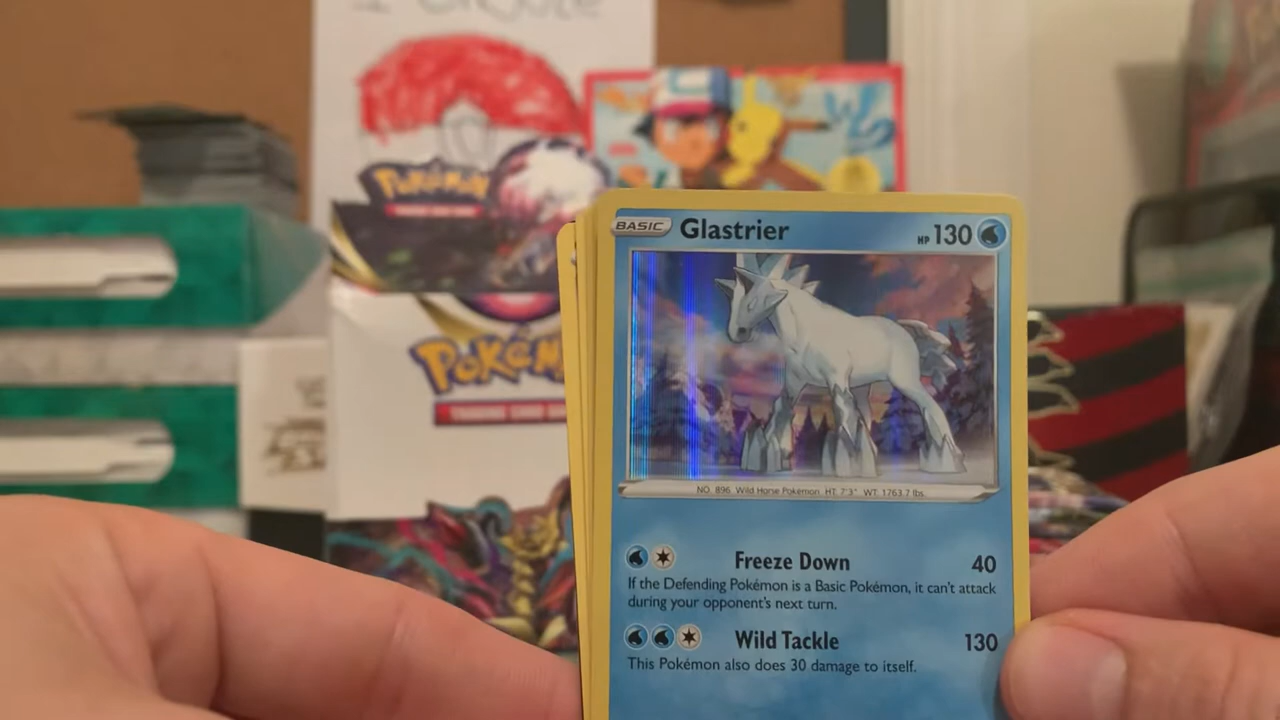 Pokémon
POKéM
BASIC Glastrier HP 130
NO. 896 Wild Horse Pokémon HT: 7'3" WT: 1763.7 lbs.
Freeze Down 40
If the Defending Pokémon is a Basic Pokémon, it can't attack
during your opponent's next turn.
Wild Tackle 130
This Pokémon also does 30 damage to itself.